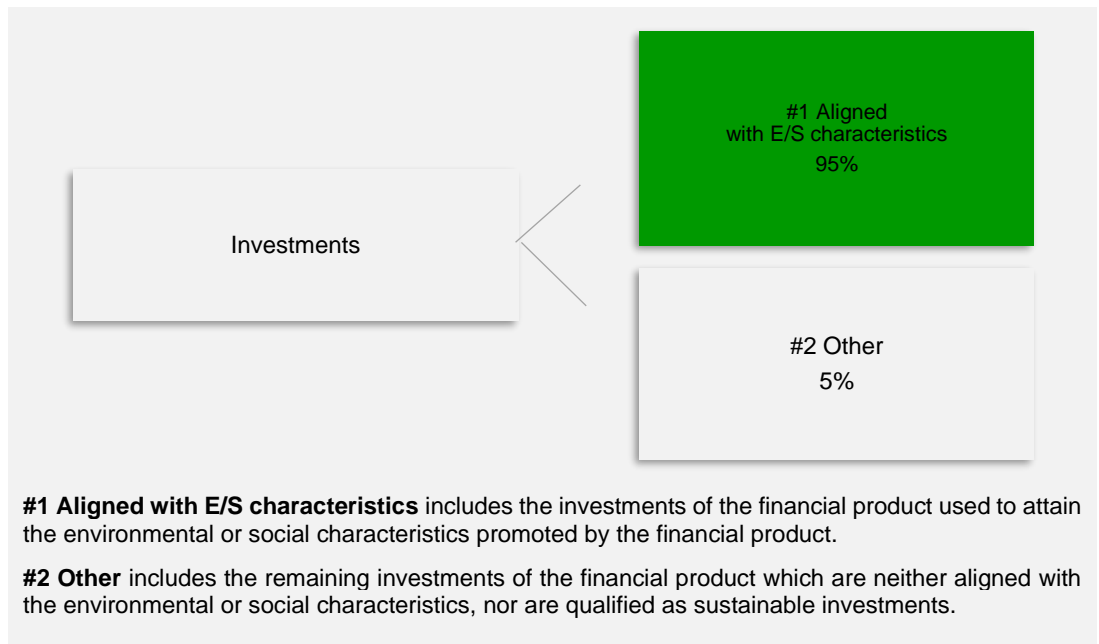 #1 Aligned
with E/S characteristics
95%
Investments
#2 Other
5%
#1 Aligned with E/S characteristics includes the investments of the financial product used to attain
the environmental or social characteristics promoted by the financial product.
#2 Other includes the remaining investments of the financial product which are neither aligned with
the environmental or social characteristics, nor are qualified as sustainable investments.